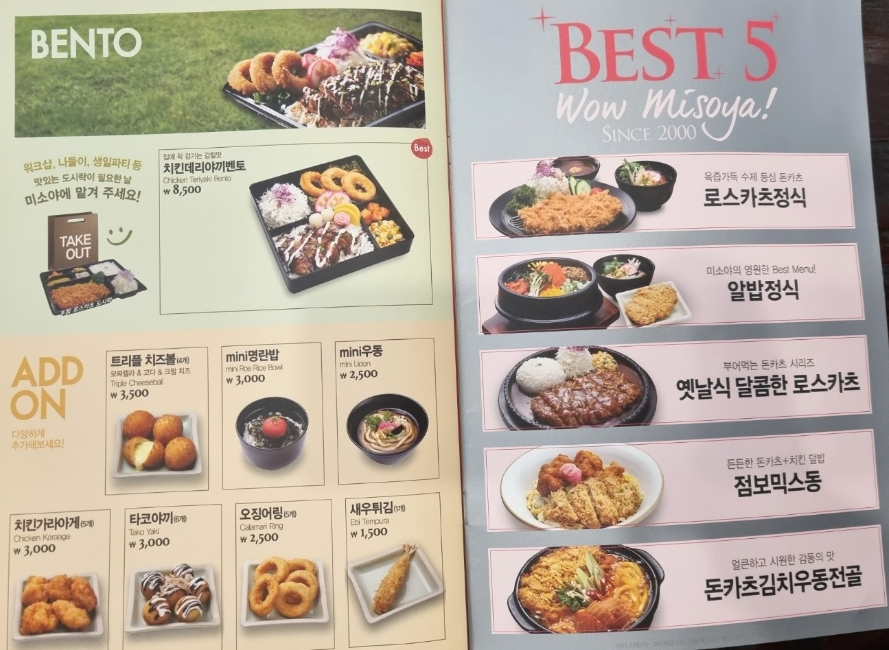 BENTO
워크샵, 나들이, 생일파티 등
맛있는 도시락이 필요한 날
미소야에 맡겨 주세요!
TAKE
OUT
Best
입에 착 감기는 감칠맛
치킨데리야끼벤토
Chicken Teriyaki Bento
₩ 8,500
ADD
ON
다양하게
추가해보세요!
트리플 치즈볼(4개)
모짜렐라 & 고다 & 크림 치즈
Triple Cheeseball
₩ 3,500
mini명란밥
mini Roe Rice Bowl
₩ 3,000
mini우동
mini Udon
₩ 2,500
치킨가라아게(5개)
Chicken Karaage
₩ 3,000
타코야끼(5개)
Tako Yaki
₩ 3,000
오징어링(5개)
Calamari Ring
₩ 2,500
새우튀김(1개)
Ebi Tempura
₩ 1,500
BEST 5
Wow Misoya!
SINCE 2000
육즙가득 수제 등심 돈카츠
로스카츠정식
미소야의 영원한 Best Menu!
알밥정식
부어먹는 돈카츠 시리즈
옛날식 달콤한 로스카츠
든든한 돈카츠+치킨 덮밥
점보믹스동
얼큰하고 시원한 김동의 맛
돈카츠김치우동전골